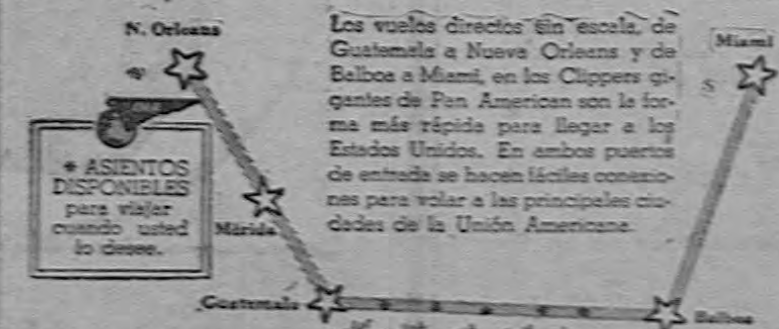 N. Orleans
Los vuelos directos sin escala, de
Guatemala a Nueva Orleans y de
Balboa a Miami, en los Clippers gi-
gantes de Pan American son la for-
ma más rápida para llegar a los
Estados Unidos. En ambos puertos
de entrada se hacen fáciles conexio-
nes para volar a las principales ciu-
dades de la Unión Americana.
Miami
* ASIENTOS
DISPONIBLES
para viajar
cuando usted
lo desee.
Mérida
Guatemala
Balboa